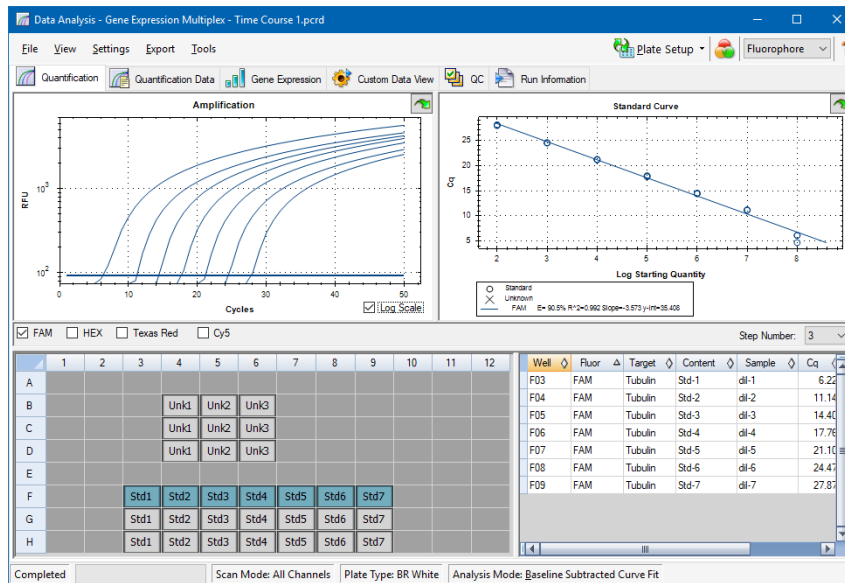 Data Analysis - Gene Expression Multiplex - Time Course 1.pcrd
File View Settings Export Tools Plate Setup Fluorophore
Quantification Quantification Data Gene Expression Custom Data View QC Run Information
Amplification
RFU
10^3
10^2
0 10 20 30 40 50
Cycles
Log Scale
Standard Curve
Cq
25
20
15
10
5
2 3 4 5 6 7 8
Log Starting Quantity
Standard
Unknown
FAM E= 90.5% R^2=0.992 Slope=-3.573 y-int=35.408
FAM HEX Texas Red Cy5 Step Number: 3
1 2 3 4 5 6 7 8 9 10 11 12
A
B Unk1 Unk2 Unk3
C Unk1 Unk2 Unk3
D Unk1 Unk2 Unk3
E
F Std1 Std2 Std3 Std4 Std5 Std6 Std7
G Std1 Std2 Std3 Std4 Std5 Std6 Std7
H Std1 Std2 Std3 Std4 Std5 Std6 Std7
Well Fluor Target Content Sample Cq
F03 FAM Tubulin Std-1 dil-1 6.22
F04 FAM Tubulin Std-2 dil-2 11.14
F05 FAM Tubulin Std-3 dil-3 14.40
F06 FAM Tubulin Std-4 dil-4 17.76
F07 FAM Tubulin Std-5 dil-5 21.10
F08 FAM Tubulin Std-6 dil-6 24.47
F09 FAM Tubulin Std-7 dil-7 27.87
Completed Scan Mode: All Channels Plate Type: BR White Analysis Mode: Baseline Subtracted Curve Fit